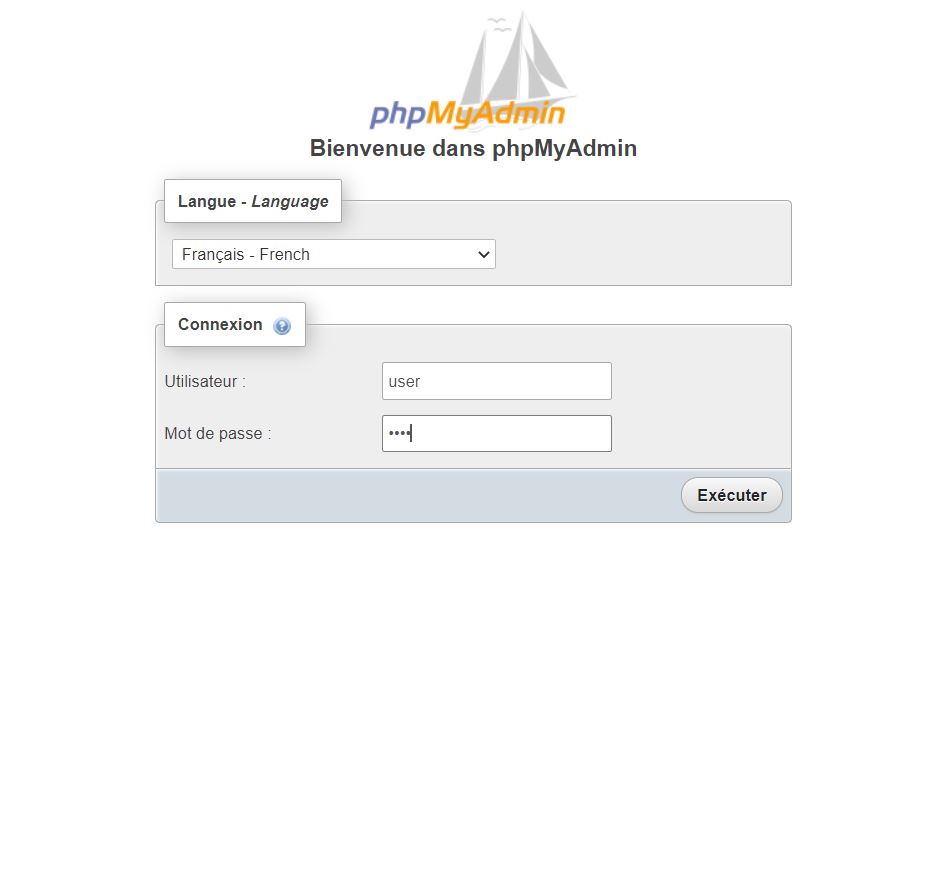 phpMyAdmin
Bienvenue dans phpMyAdmin
Langue - Language
Français - French
Connexion
Utilisateur :
user
Mot de passe :
••••
Exécuter